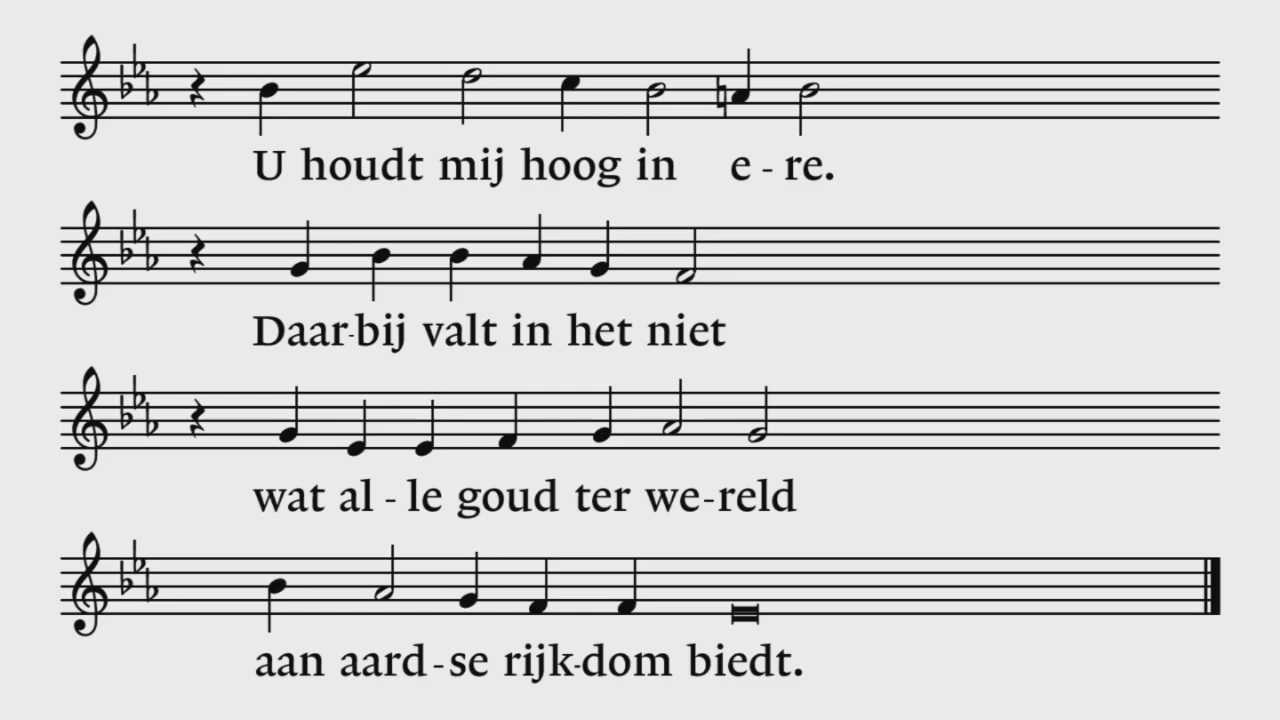 U houdt mij hoog in e - re.
Daar-bij valt in het niet
wat al - le goud ter we-reld
aan aard-se rijk-dom biedt.